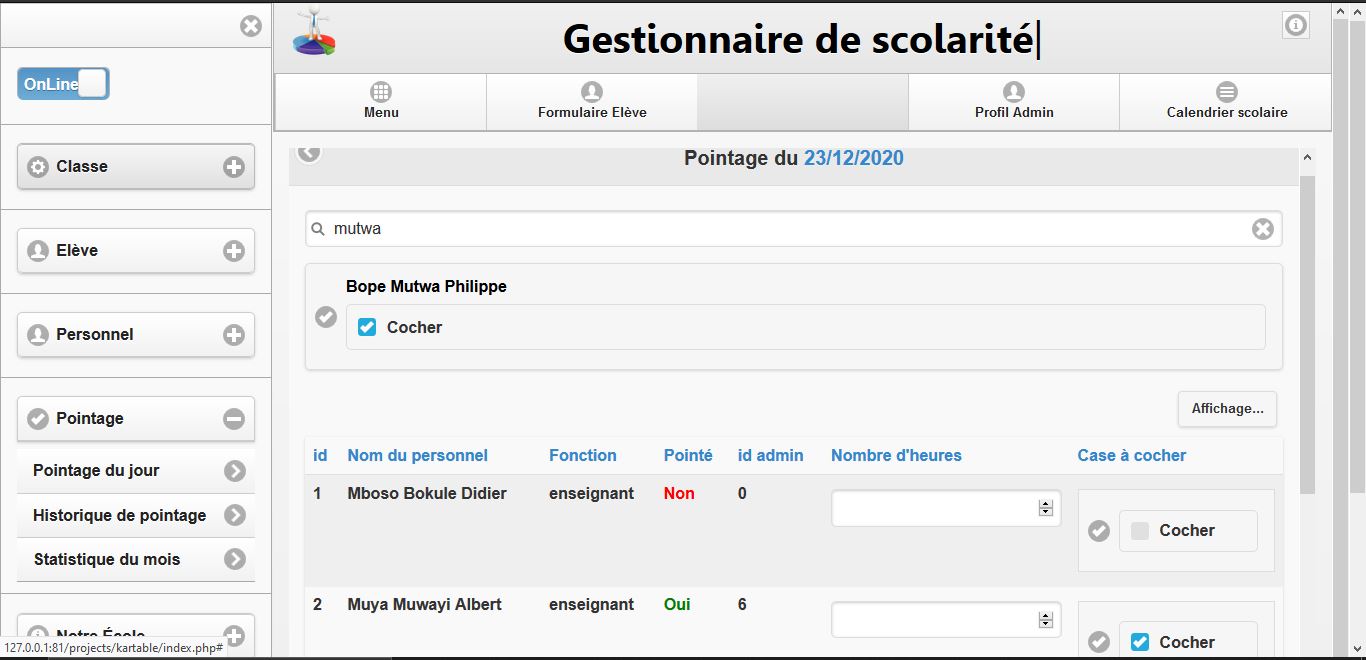 Gestionnaire de scolarité
OnLine
Menu
Formulaire Elève
Profil Admin
Calendrier scolaire
Classe
Elève
Personnel
Pointage
Pointage du jour
Historique de pointage
Statistique du mois
Notre École
127.0.0.1:81/projects/kartable/index.php#
Pointage du 23/12/2020
mutwa
Bope Mutwa Philippe
Cocher
Affichage...
id Nom du personnel Fonction Pointé id admin Nombre d'heures Case à cocher
1 Mboso Bokule Didier enseignant Non 0 Cocher
2 Muya Muwayi Albert enseignant Oui 6 Cocher